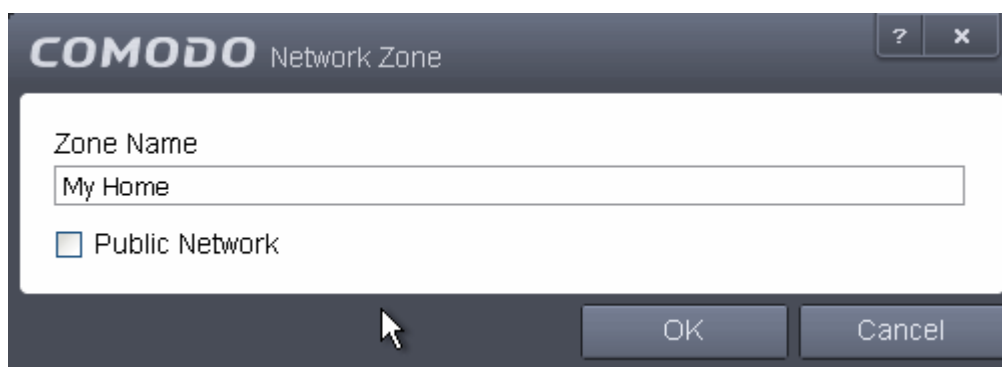 COMODO Network Zone
? x
Zone Name
My Home
Public Network
OK Cancel